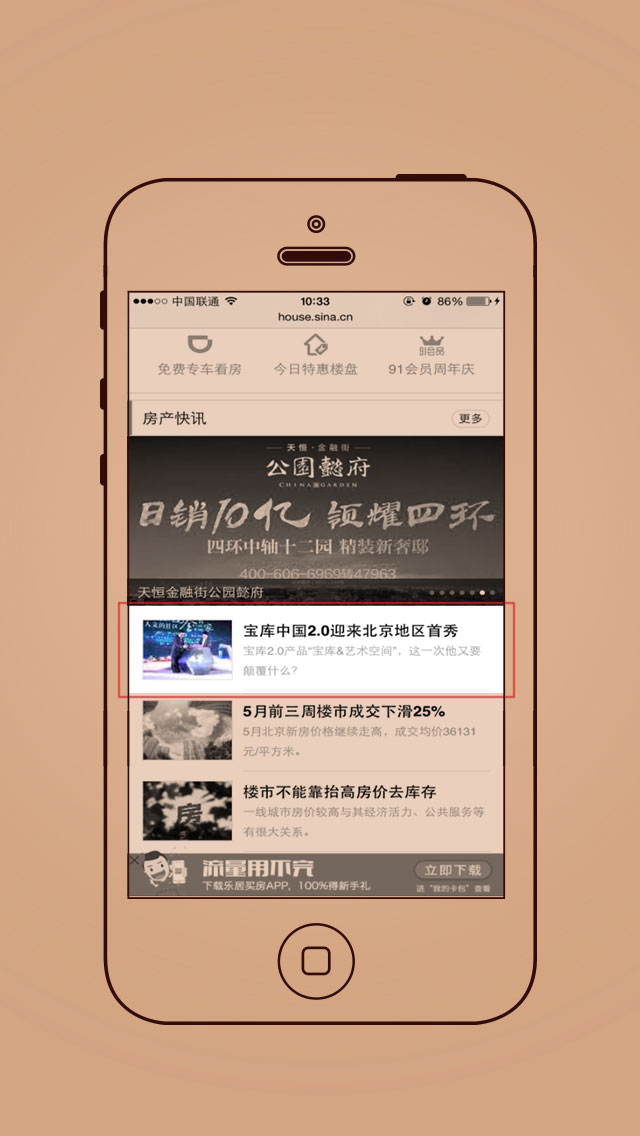 中国联通
10:33
86%
house.sina.cn
91会员
免费专车看房
今日特惠楼盘
91会员周年庆
房产快讯
更多
天恒·金融街
公園懿府
日销10亿 领耀四环
四环中轴十二园 精装新奢邸
400-606-6969转47963
天恒金融街公园懿府
宝库中国2.0迎来北京地区首秀
宝库2.0产品“宝库&艺术空间”，这一次他又要
颠覆什么？
5月前三周楼市成交下滑25%
5月北京新房价格继续走高，成交均价36131
元/平方米。
楼市不能靠抬高房价去库存
房
一线城市房价较高与其经济活力、公共服务等
有很大关系。
流量用不完
下载乐居买房APP，100%得新手礼
立即下载
进“我的卡包”查看